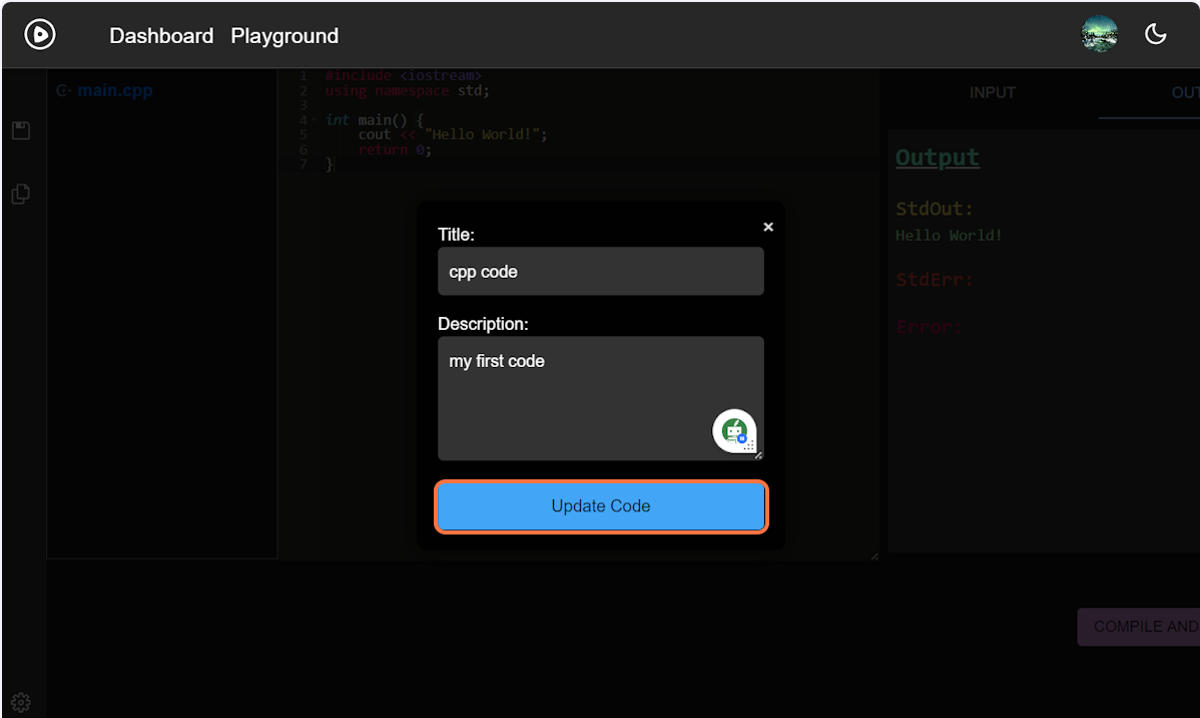 Dashboard Playground
main.cpp
1 #include <iostream>
2 using namespace std;
3
4 int main() {
5 cout << "Hello World!";
6 return 0;
7 }
INPUT
OUT
Output
StdOut:
Hello World!
StdErr:
Error:
Title:
cpp code
Description:
my first code
Update Code
COMPILE AND